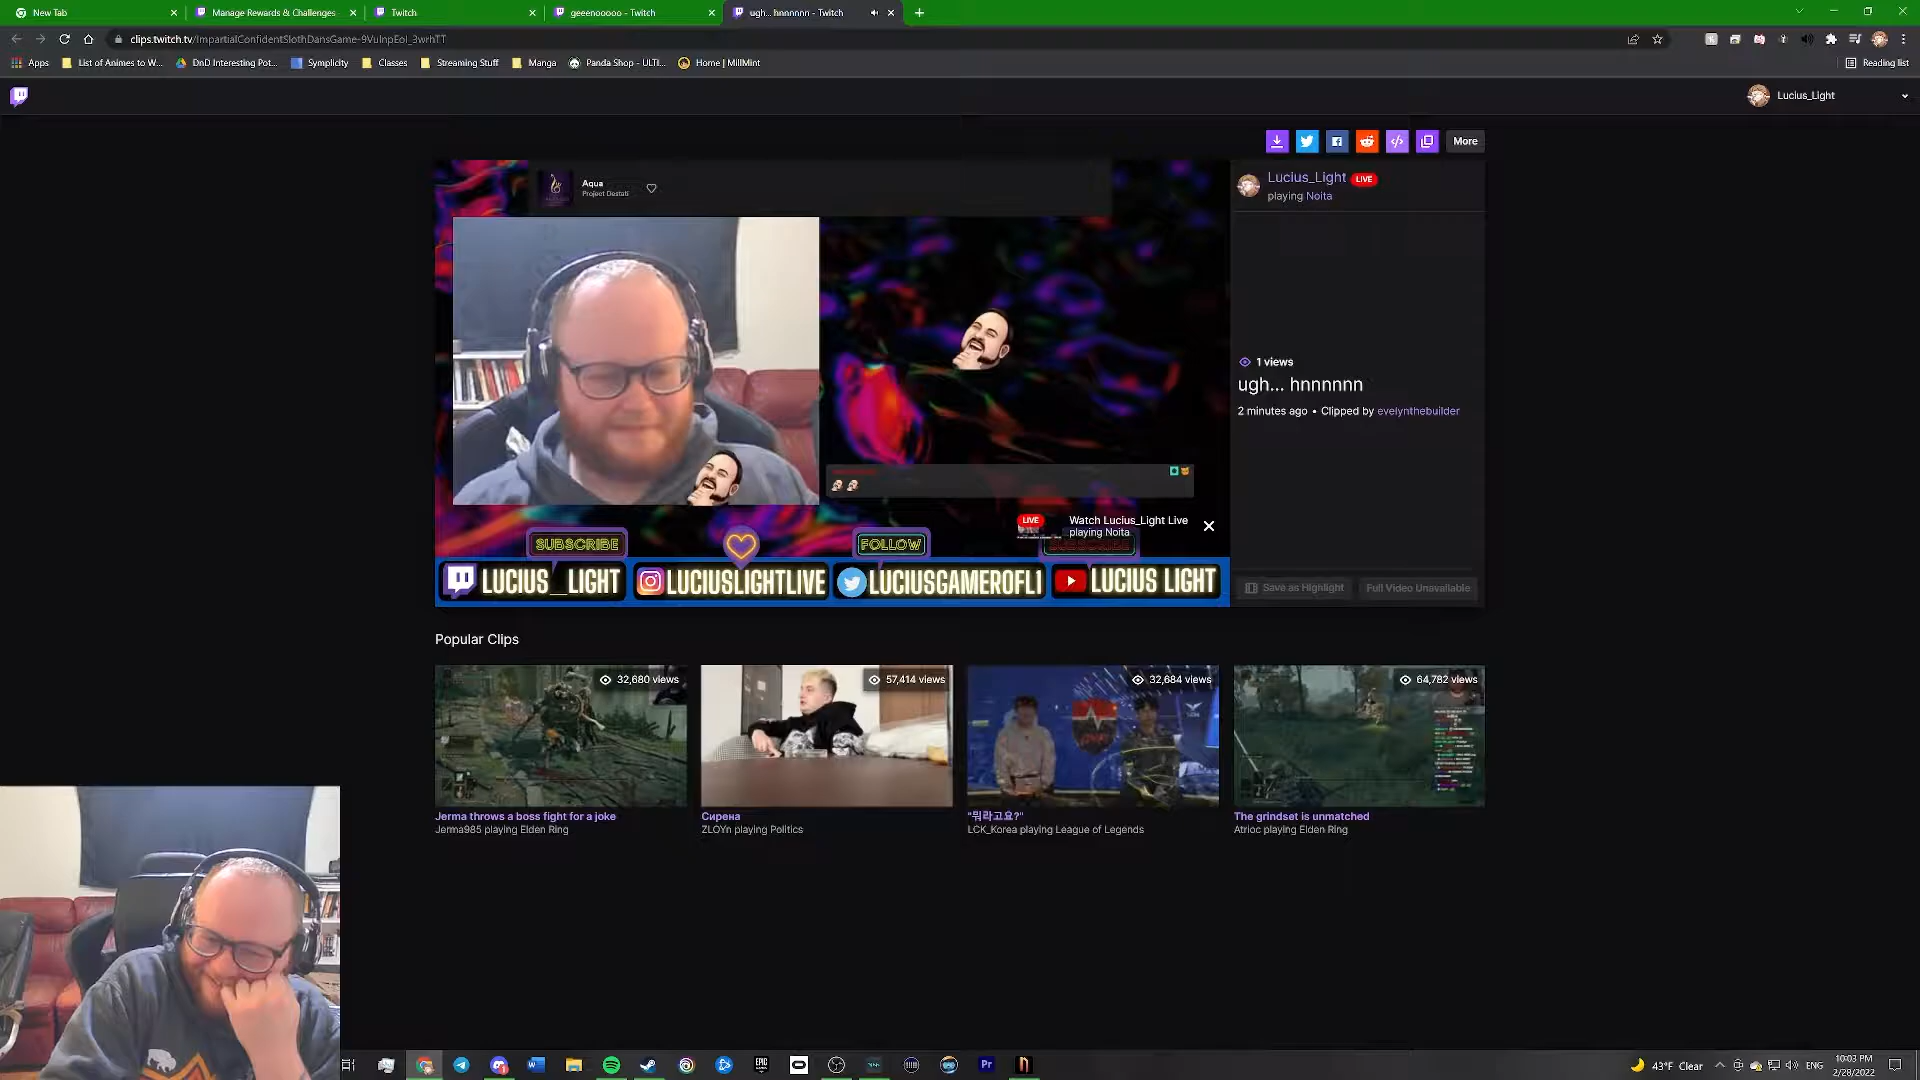 New Tab
Manage Rewards & Challenges
Twitch
geeenooooo - Twitch
ugh... hnnnnnn - Twitch
clips.twitch.tv/ImpartialConfidentSlothDansGame-9VuInpEoI_3wrhTT
Apps
List of Animes to W...
DnD Interesting Pot...
Symplicity
Classes
Streaming Stuff
Manga
Panda Shop - ULTI...
Home | MillMint
Reading list
Lucius_Light
More
Aqua
Project Destati
Lucius_Light LIVE
playing Noita
1 views
ugh... hnnnnnn
2 minutes ago • Clipped by evelynthebuilder
LIVE
Watch Lucius_Light Live
playing Noita
SUBSCRIBE
FOLLOW
LUCIUS__LIGHT
LUCIUSLIGHTLIVE
LUCIUSGAMEROFL1
LUCIUS LIGHT
Save as Highlight
Full Video Unavailable
Popular Clips
32,680 views
57,414 views
32,684 views
64,782 views
Jerma throws a boss fight for a joke
Jerma985 playing Elden Ring
Сирена
ZLOYn playing Politics
"뭐라고요?"
LCK_Korea playing League of Legends
The grindset is unmatched
Atrioc playing Elden Ring
EPIC
Pr
43°F Clear
ENG
10:03 PM
2/28/2022